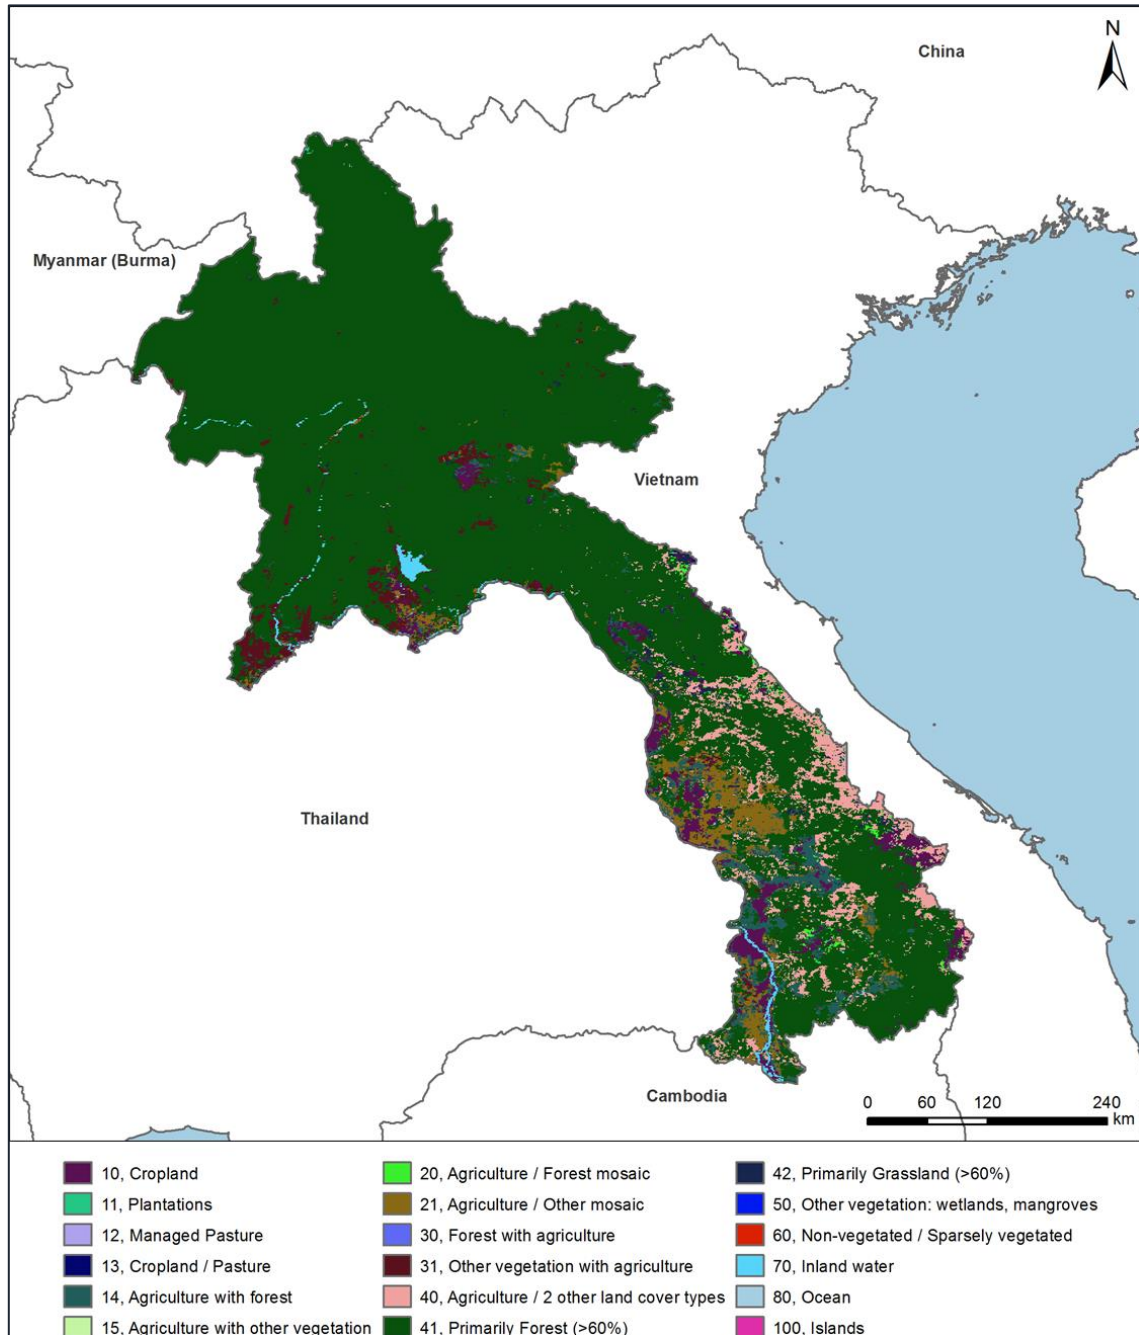 N
China
Myanmar (Burma)
Vietnam
Thailand
Cambodia
0 60 120 240
km
10, Cropland
11, Plantations
12, Managed Pasture
13, Cropland / Pasture
14, Agriculture with forest
15, Agriculture with other vegetation
20, Agriculture / Forest mosaic
21, Agriculture / Other mosaic
30, Forest with agriculture
31, Other vegetation with agriculture
40, Agriculture / 2 other land cover types
41, Primarily Forest (>60%)
42, Primarily Grassland (>60%)
50, Other vegetation: wetlands, mangroves
60, Non-vegetated / Sparsely vegetated
70, Inland water
80, Ocean
100, Islands